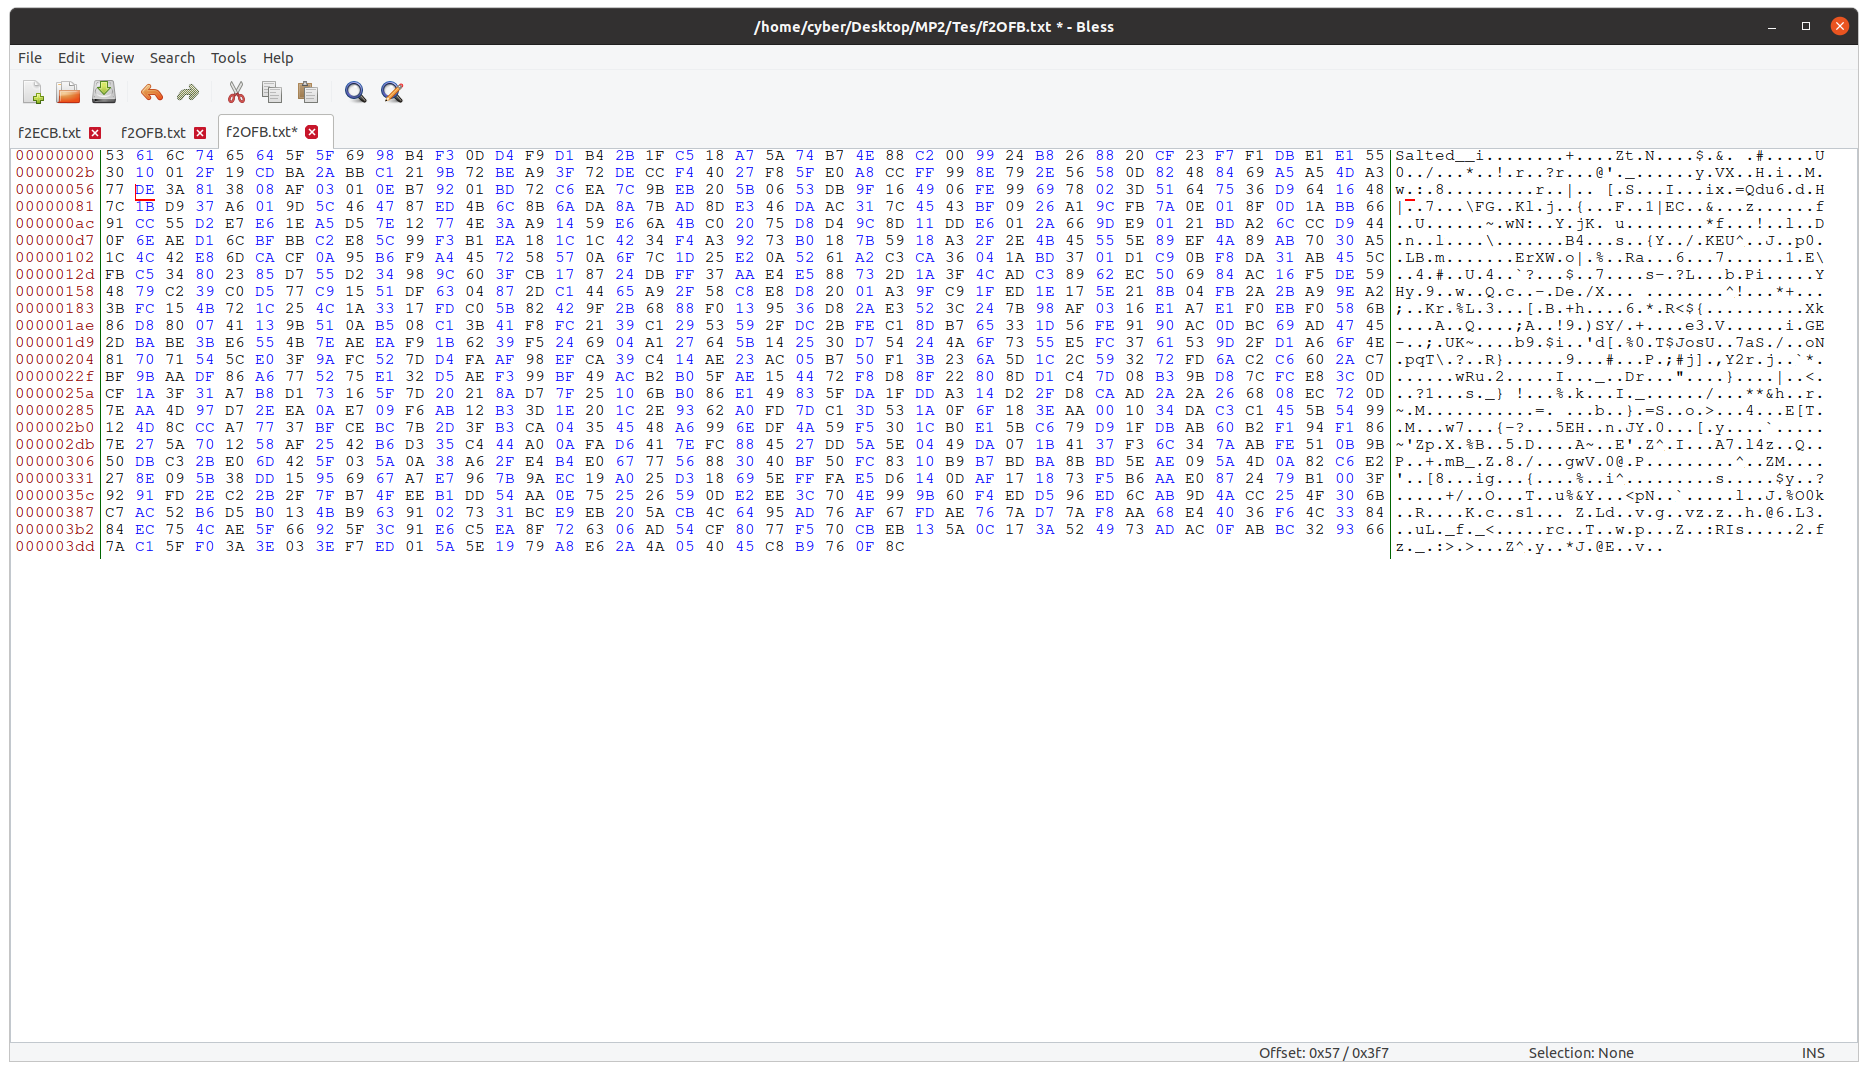 /home/cyber/Desktop/MP2/Tes/f2OFB.txt * - Bless
File Edit View Search Tools Help
f2ECB.txt f2OFB.txt f2OFB.txt*
00000000 53 61 6C 74 65 64 5F 5F 69 98 B4 F3 0D D4 F9 D1 B4 2B 1F C5 18 A7 5A 74 B7 4E 88 C2 00 99 24 B8 26 88 20 CF 23 F7 F1 DB E1 E1 55 Salted__i........+....Zt.N....$.&. .#.....U
0000002b 30 10 01 2F 19 CD BA 2A BB C1 21 9B 72 BE A9 3F 72 DE CC F4 40 27 F8 5F E0 A8 CC FF 99 8E 79 2E 56 58 0D 82 48 84 69 A5 A5 4D A3 0../...*..!.r..?r...@'._......y.VX..H.i..M.
00000056 77 DE 3A 81 38 08 AF 03 01 0E B7 92 01 BD 72 C6 EA 7C 9B EB 20 5B 06 53 DB 9F 16 49 06 FE 99 69 78 02 3D 51 64 75 36 D9 64 16 48 w.:.8.........r..|.. [.S...I...ix.=Qdu6.d.H
00000081 7C 1B D9 37 A6 01 9D 5C 46 47 87 ED 4B 6C 8B 6A DA 8A 7B AD 8D E3 46 DA AC 31 7C 45 43 BF 09 26 A1 9C FB 7A 0E 01 8F 0D 1A BB 66 |..7...\FG..Kl.j..{...F..1|EC..&...z......f
000000ac 91 CC 55 D2 E7 E6 1E A5 D5 7E 12 77 4E 3A A9 14 59 E6 6A 4B C0 20 75 D8 D4 9C 8D 11 DD E6 01 2A 66 9D E9 01 21 BD A2 6C CC D9 44 ..U......~.wN:..Y.jK. u........*f...!..l..D
000000d7 0F 6E AE D1 6C BF BB C2 E8 5C 99 F3 B1 EA 18 1C 1C 42 34 F4 A3 92 73 B0 18 7B 59 18 A3 2F 2E 4B 45 55 5E 89 EF 4A 89 AB 70 30 A5 .n..l....\.......B4...s..{Y../.KEU^..J..p0.
00000102 1C 4C 42 E8 6D CA CF 0A 95 B6 F9 A4 45 72 58 57 0A 6F 7C 1D 25 E2 0A 52 61 A2 C3 CA 36 04 1A BD 37 01 D1 C9 0B F8 DA 31 AB 45 5C .LB.m.......ErXW.o|.%..Ra...6...7......1.E\
0000012d FB C5 34 80 23 85 D7 55 D2 34 98 9C 60 3F CB 17 87 24 DB FF 37 AA E4 E5 88 73 2D 1A 3F 4C AD C3 89 62 EC 50 69 84 AC 16 F5 DE 59 ..4.#..U.4..`?...$..7....s-.?L...b.Pi.....Y
00000158 48 79 C2 39 C0 D5 77 C9 15 51 DF 63 04 87 2D C1 44 65 A9 2F 58 C8 E8 D8 20 01 A3 9F C9 1F ED 1E 17 5E 21 8B 04 FB 2A 2B A9 9E A2 Hy.9..w..Q.c..-.De./X... ........^!...*+...
00000183 3B FC 15 4B 72 1C 25 4C 1A 33 17 FD C0 5B 82 42 9F 2B 68 88 F0 13 95 36 D8 2A E3 52 3C 24 7B 98 AF 03 16 E1 A7 E1 F0 EB F0 58 6B ;..Kr.%L.3...[.B.+h....6.*.R<${..........Xk
000001ae 86 D8 80 07 41 13 9B 51 0A B5 08 C1 3B 41 F8 FC 21 39 C1 29 53 59 2F DC 2B FE C1 8D B7 65 33 1D 56 FE 91 90 AC 0D BC 69 AD 47 45 ....A..Q....;A..!9.)SY/.+....e3.V......i.GE
000001d9 2D BA BE 3B E6 55 4B 7E AE EA F9 1B 62 39 F5 24 69 04 A1 27 64 5B 14 25 30 D7 54 24 4A 6F 73 55 E5 FC 37 61 53 9D 2F D1 A6 6F 4E -..;.UK~....b9.$i..'d[.%0.T$JosU..7aS./..oN
00000204 81 70 71 54 5C E0 3F 9A FC 52 7D D4 FA AF 98 EF CA 39 C4 14 AE 23 AC 05 B7 50 F1 3B 23 6A 5D 1C 2C 59 32 72 FD 6A C2 C6 60 2A C7 .pqT\.?..R}......9...#...P.;#j].,Y2r.j..`*.
0000022f BF 9B AA DF 86 A6 77 52 75 E1 32 D5 AE F3 99 BF 49 AC B2 B0 5F AE 15 44 72 F8 D8 8F 22 80 8D D1 C4 7D 08 B3 9B D8 7C FC E8 3C 0D ......wRu.2.....I..._..Dr..."....}....|..<.
0000025a CF 1A 3F 31 A7 B8 D1 73 16 5F 7D 20 21 8A D7 7F 25 10 6B B0 86 E1 49 83 5F DA 1F DD A3 14 D2 2F D8 CA AD 2A 2A 26 68 08 EC 72 0D ..?1...s._} !...%.k...I._....../...**&h..r.
00000285 7E AA 4D 97 D7 2E EA 0A E7 09 F6 AB 12 B3 3D 1E 20 1C 2E 93 62 A0 FD 7D C1 3D 53 1A 0F 6F 18 3E AA 00 10 34 DA C3 C1 45 5B 54 99 ~.M...........=. ...b..}.=S..o.>...4...E[T.
000002b0 12 4D 8C CC A7 77 37 BF CE BC 7B 2D 3F B3 CA 04 35 45 48 A6 99 6E DF 4A 59 F5 30 1C B0 E1 5B C6 79 D9 1F DB AB 60 B2 F1 94 F1 86 .M...w7...{-?...5EH..n.JY.0...[.y....`.....
000002db 7E 27 5A 70 12 58 AF 25 42 B6 D3 35 C4 44 A0 0A FA D6 41 7E FC 88 45 27 DD 5A 5E 04 49 DA 07 1B 41 37 F3 6C 34 7A AB FE 51 0B 9B ~'Zp.X.%B..5.D....A~..E'.Z^.I...A7.l4z..Q..
00000306 50 DB C3 2B E0 6D 42 5F 03 5A 0A 38 A6 2F E4 B4 E0 67 77 56 88 30 40 BF 50 FC 83 10 B9 B7 BD BA 8B BD 5E AE 09 5A 4D 0A 82 C6 E2 P..+.mB_.Z.8./...gwV.0@.P.........^..ZM....
00000331 27 8E 09 5B 38 DD 15 95 69 67 A7 E7 96 7B 9A EC 19 A0 25 D3 18 69 5E FF FA E5 D6 14 0D AF 17 18 73 F5 B6 AA E0 87 24 79 B1 00 3F '..[8...ig...{....%..i^.........s.....$y..?
0000035c 92 91 FD 2E C2 2B 2F 7F B7 4F EE B1 DD 54 AA 0E 75 25 26 59 0D E2 EE 3C 70 4E 99 9B 60 F4 ED D5 96 ED 6C AB 9D 4A CC 25 4F 30 6B .....+/..O...T..u%&Y...<pN..`.....l..J.%O0k
00000387 C7 AC 52 B6 D5 B0 13 4B B9 63 91 02 73 31 BC E9 EB 20 5A CB 4C 64 95 AD 76 AF 67 FD AE 76 7A D7 7A F8 AA 68 E4 40 36 F6 4C 33 84 ..R....K.c..s1... Z.Ld..v.g..vz.z..h.@6.L3.
000003b2 84 EC 75 4C AE 5F 66 92 5F 3C 91 E6 C5 EA 8F 72 63 06 AD 54 CF 80 77 F5 70 CB EB 13 5A 0C 17 3A 52 49 73 AD AC 0F AB BC 32 93 66 ..uL._f._<.....rc..T..w.p...Z..:RIs.....2.f
000003dd 7A C1 5F F0 3A 3E 03 3E F7 ED 01 5A 5E 19 79 A8 E6 2A 4A 05 40 45 C8 B9 76 0F 8C z._.:>.>...Z^.y..*J.@E..v..
Offset: 0x57 / 0x3f7 Selection: None INS